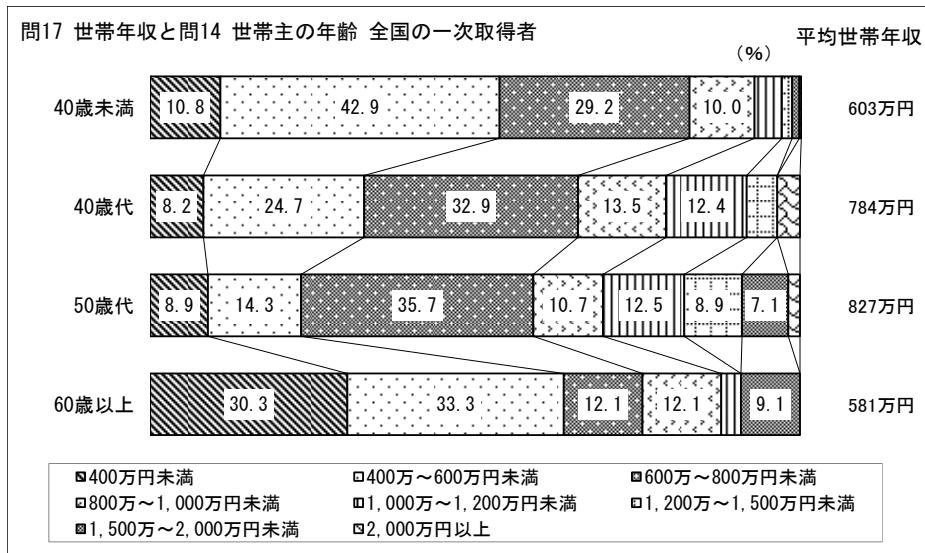 問17 世帯年収と問14 世帯主の年齢 全国の一次取得者
平均世帯年収
(%)
40歳未満 10.8 42.9 29.2 10.0 603万円
40歳代 8.2 24.7 32.9 13.5 12.4 784万円
50歳代 8.9 14.3 35.7 10.7 12.5 8.9 7.1 827万円
60歳以上 30.3 33.3 12.1 12.1 9.1 581万円
400万円未満 400万～600万円未満 600万～800万円未満
800万～1,000万円未満 1,000万～1,200万円未満 1,200万～1,500万円未満
1,500万～2,000万円未満 2,000万円以上